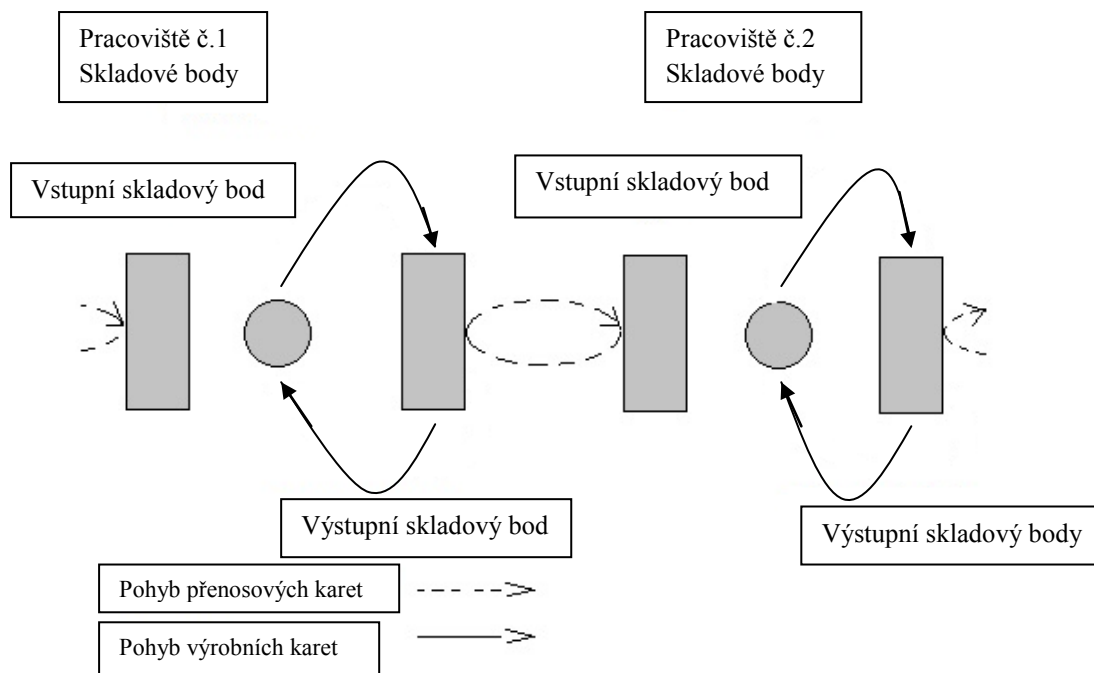 Pracoviště č.1
Skladové body
Pracoviště č.2
Skladové body
Vstupní skladový bod
Vstupní skladový bod
Výstupní skladový bod
Výstupní skladový body
Pohyb přenosových karet
Pohyb výrobních karet